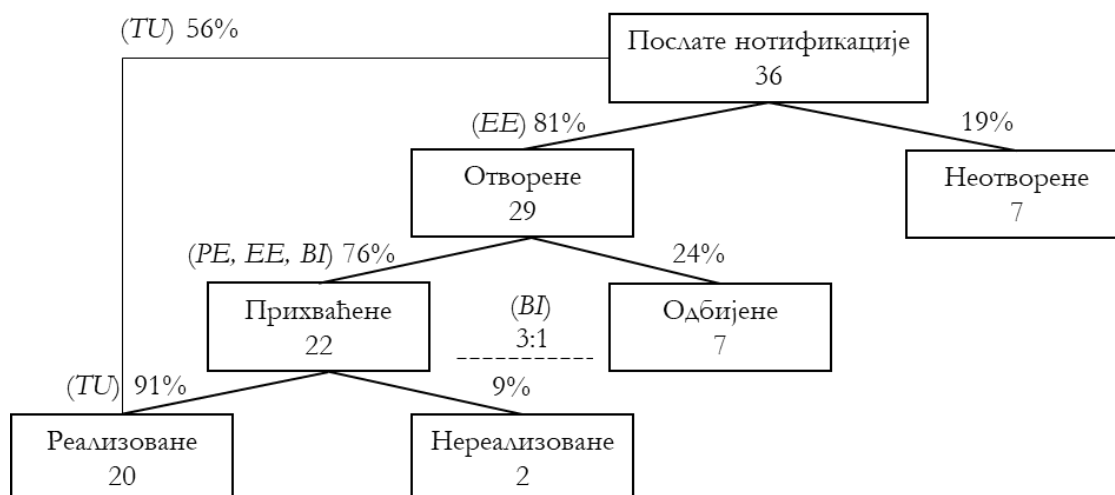 (TU) 56%
Послате нотификације
36
(EE) 81%
19%
Отворене
29
Неотворене
7
(PE, EE, BI) 76%
24%
Прихваћене
22
(BI)
3:1
Одбијене
7
(TU) 91%
9%
Реализоване
20
Нереализоване
2